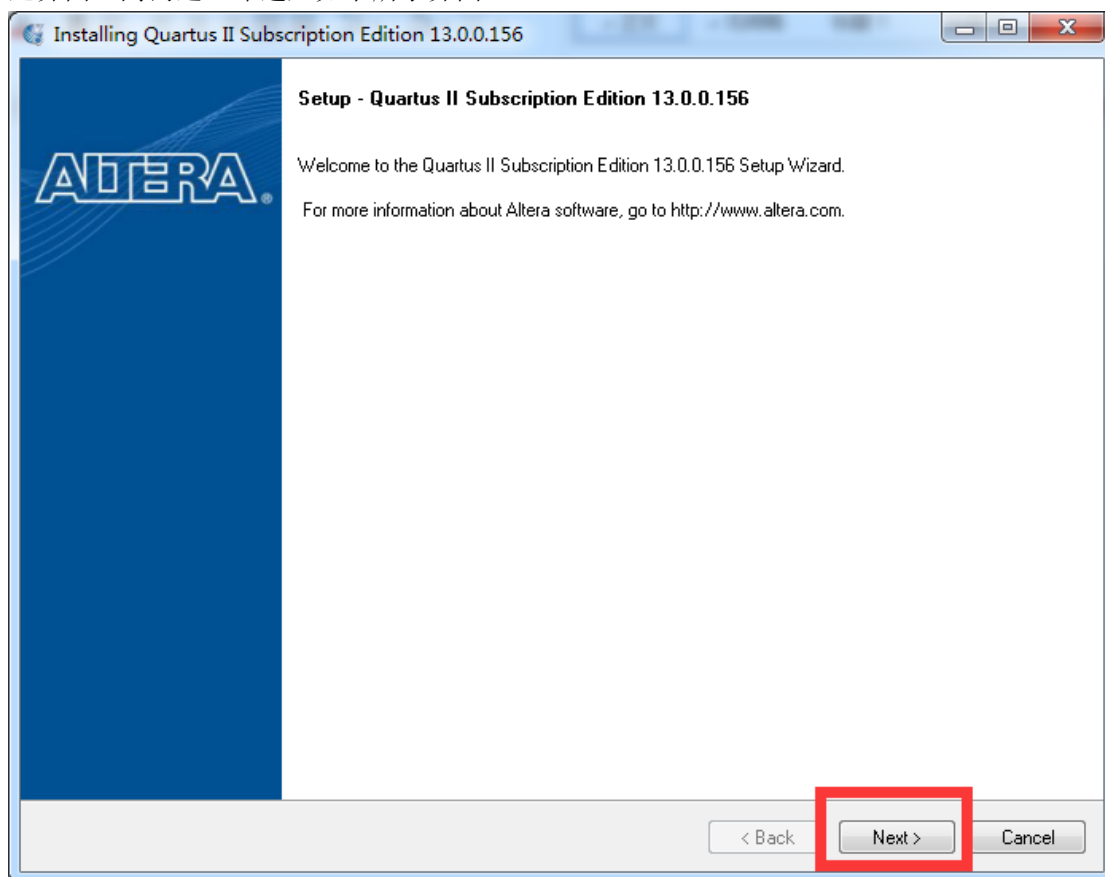 Installing Quartus II Subscription Edition 13.0.0.156
Setup - Quartus II Subscription Edition 13.0.0.156
ALTERA®
Welcome to the Quartus II Subscription Edition 13.0.0.156 Setup Wizard.
For more information about Altera software, go to http://www.altera.com.
< Back
Next >
Cancel